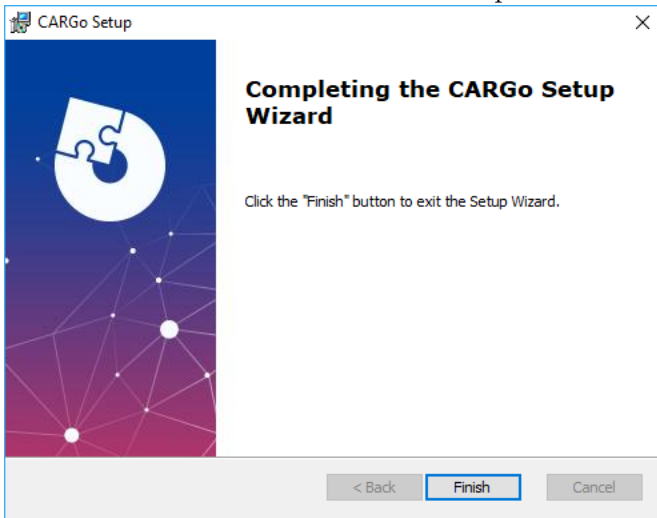 CARGo Setup
Completing the CARGo Setup
Wizard
Click the "Finish" button to exit the Setup Wizard.
< Back
Finish
Cancel